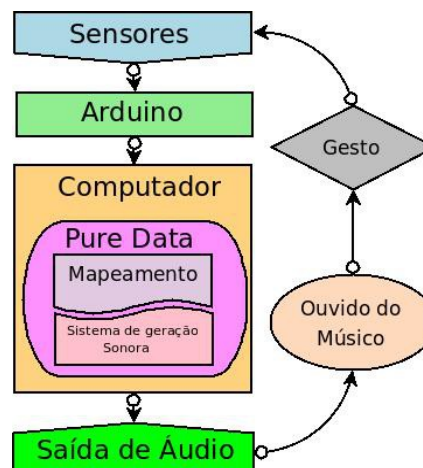 Sensores
Arduino
Computador
Pure Data
Mapeamento
Sistema de geração
Sonora
Saída de Áudio
Ouvido do
Músico
Gesto